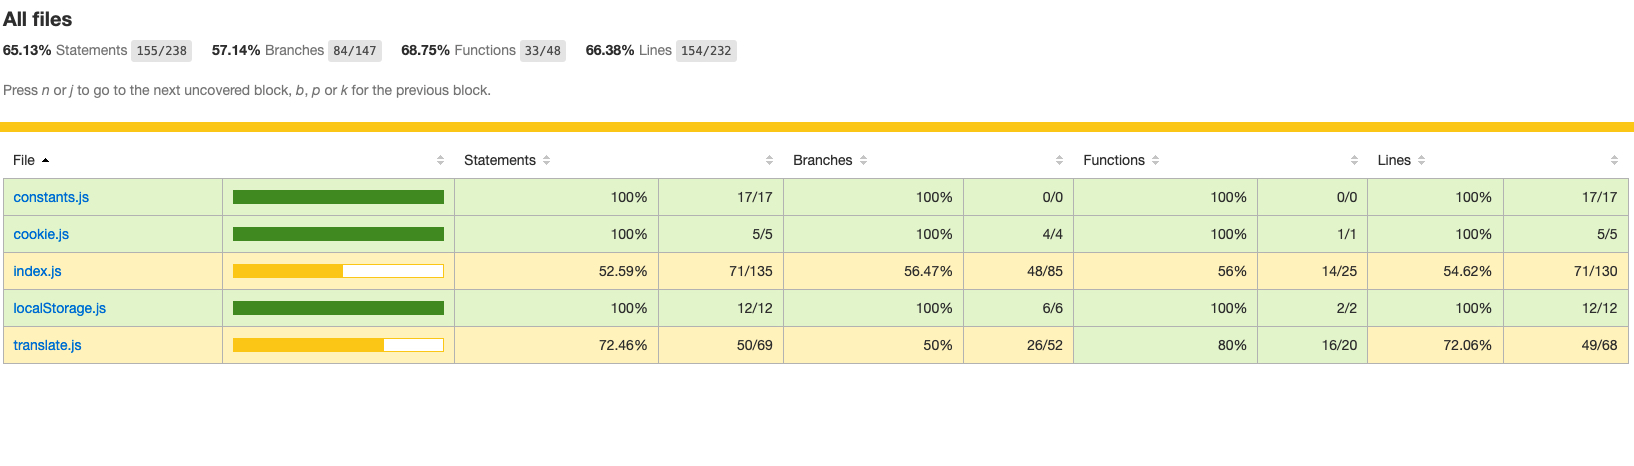 All files
65.13% Statements 155/238 57.14% Branches 84/147 68.75% Functions 33/48 66.38% Lines 154/232
Press n or j to go to the next uncovered block, b, p or k for the previous block.
File Statements Branches Functions Lines
constants.js 100% 17/17 100% 0/0 100% 0/0 100% 17/17
cookie.js 100% 5/5 100% 4/4 100% 1/1 100% 5/5
index.js 52.59% 71/135 56.47% 48/85 56% 14/25 54.62% 71/130
localStorage.js 100% 12/12 100% 6/6 100% 2/2 100% 12/12
translate.js 72.46% 50/69 50% 26/52 80% 16/20 72.06% 49/68